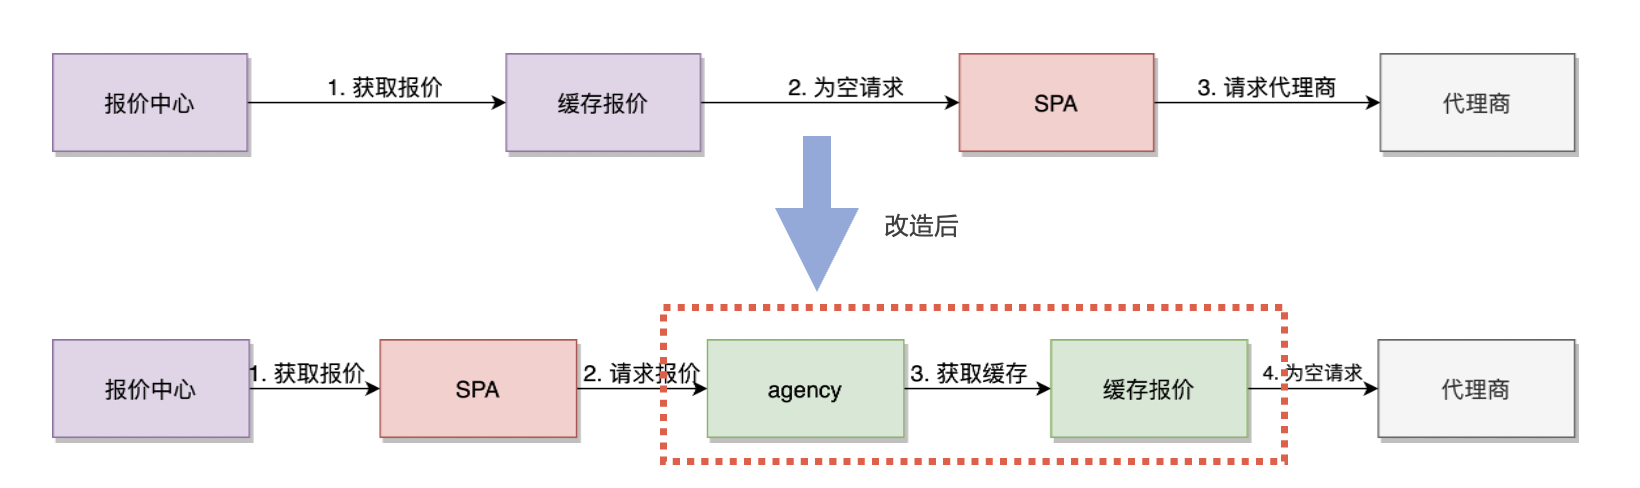 报价中心
1. 获取报价
缓存报价
2. 为空请求
SPA
3. 请求代理商
代理商
改造后
报价中心
1. 获取报价
SPA
2. 请求报价
agency
3. 获取缓存
缓存报价
4. 为空请求
代理商